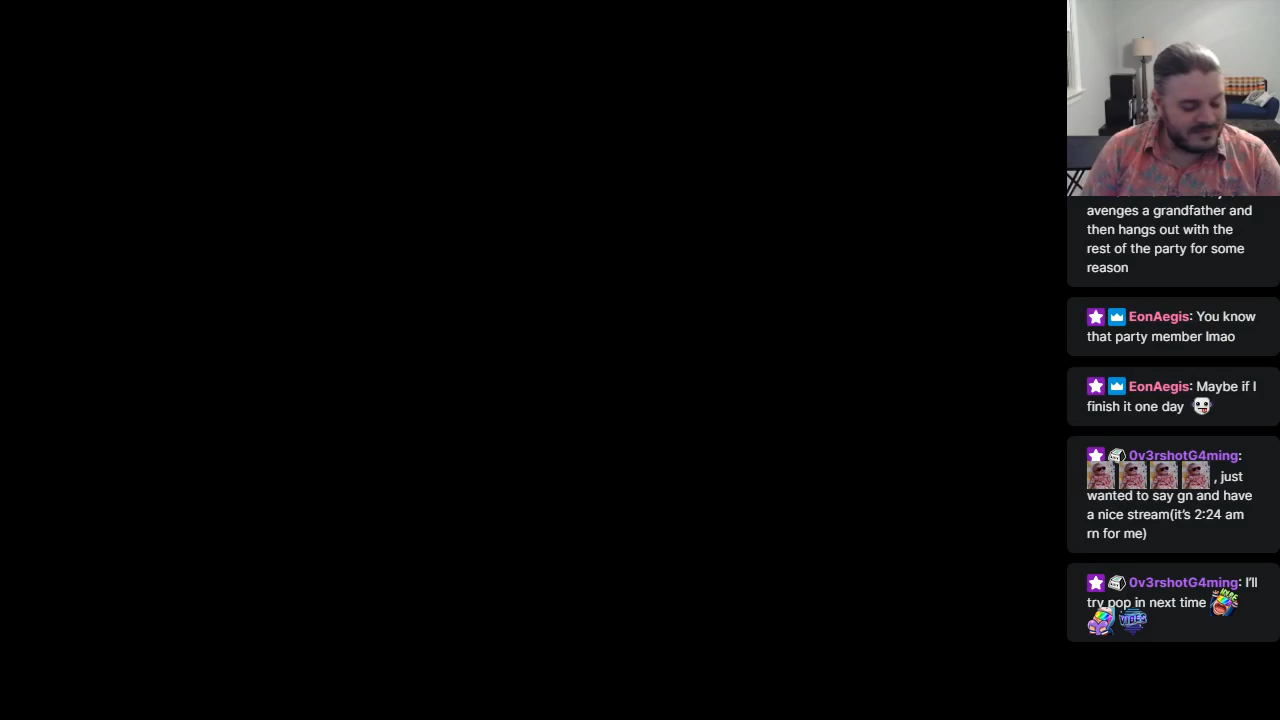 avenges a grandfather and
then hangs out with the
rest of the party for some
reason
EonAegis: You know
that party member lmao
EonAegis: Maybe if I
finish it one day
0v3rshotG4ming:
, just
wanted to say gn and have
a nice stream(it's 2:24 am
rn for me)
0v3rshotG4ming: I'll
try pop in next time HYPE
VIBES